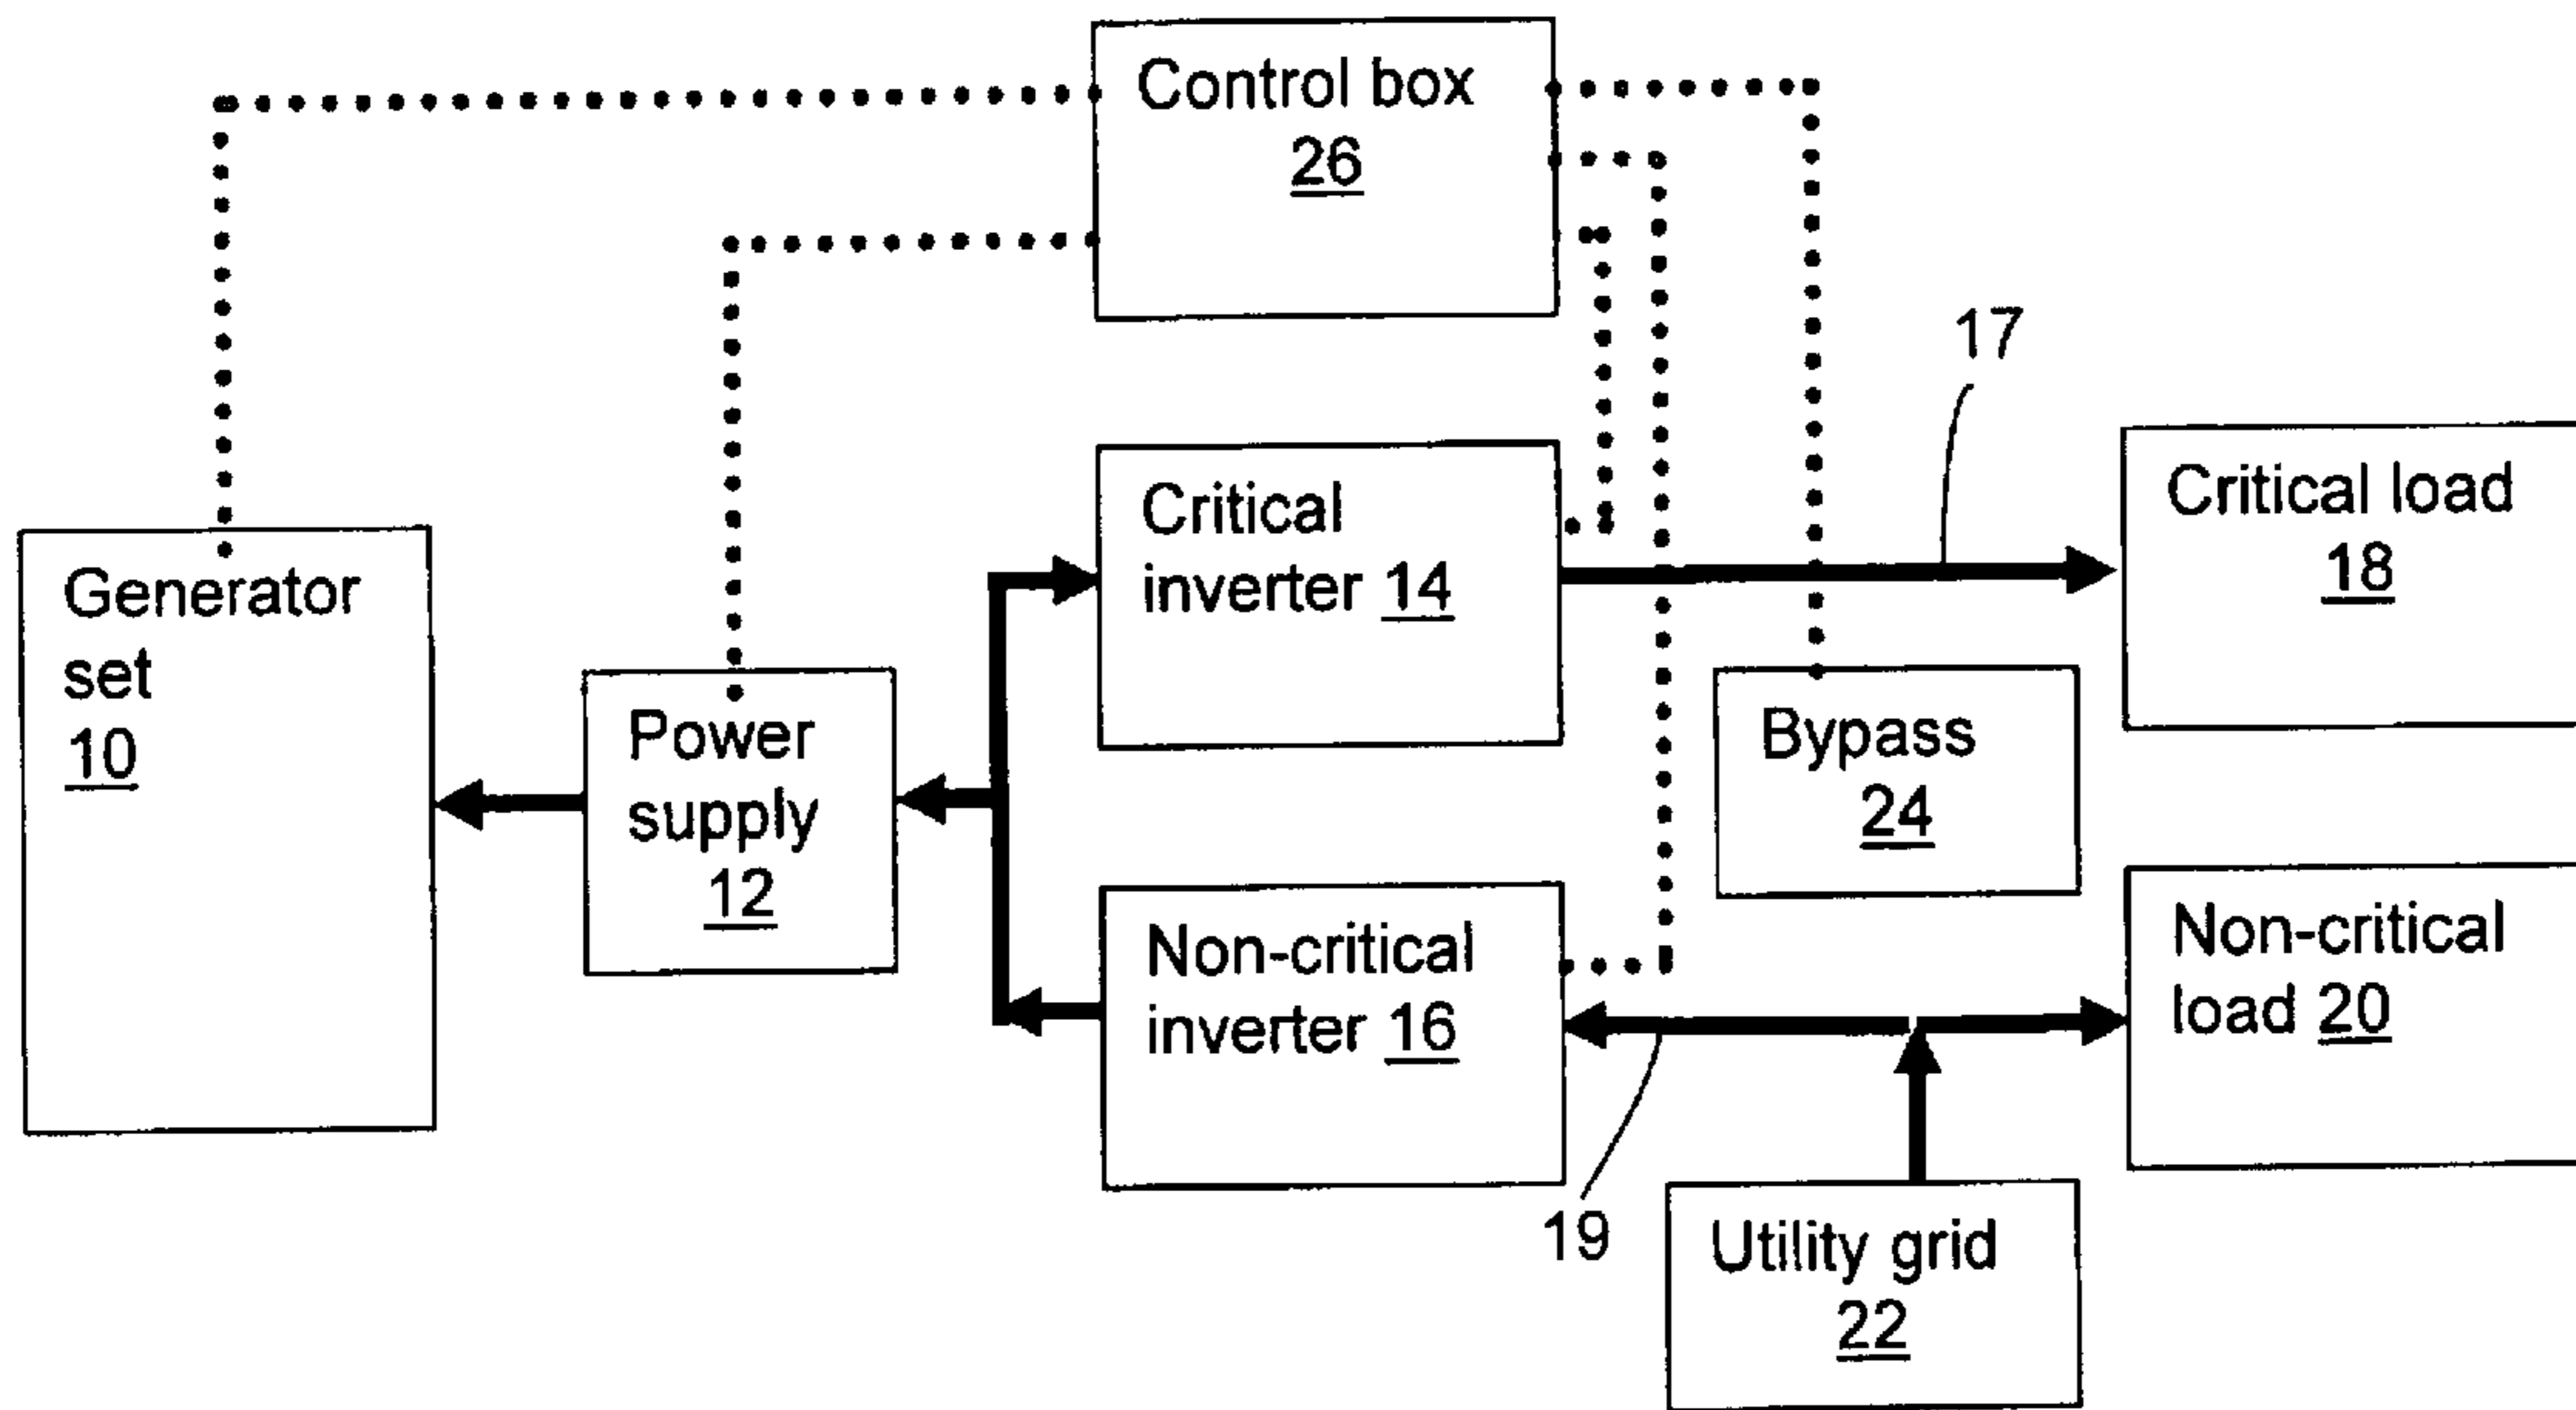 Control box
26
17
Critical
inverter 14
Critical load
18
Generator
set
10
Power
supply
12
Bypass
24
Non-critical
inverter 16
Non-critical
load 20
19
Utility grid
22